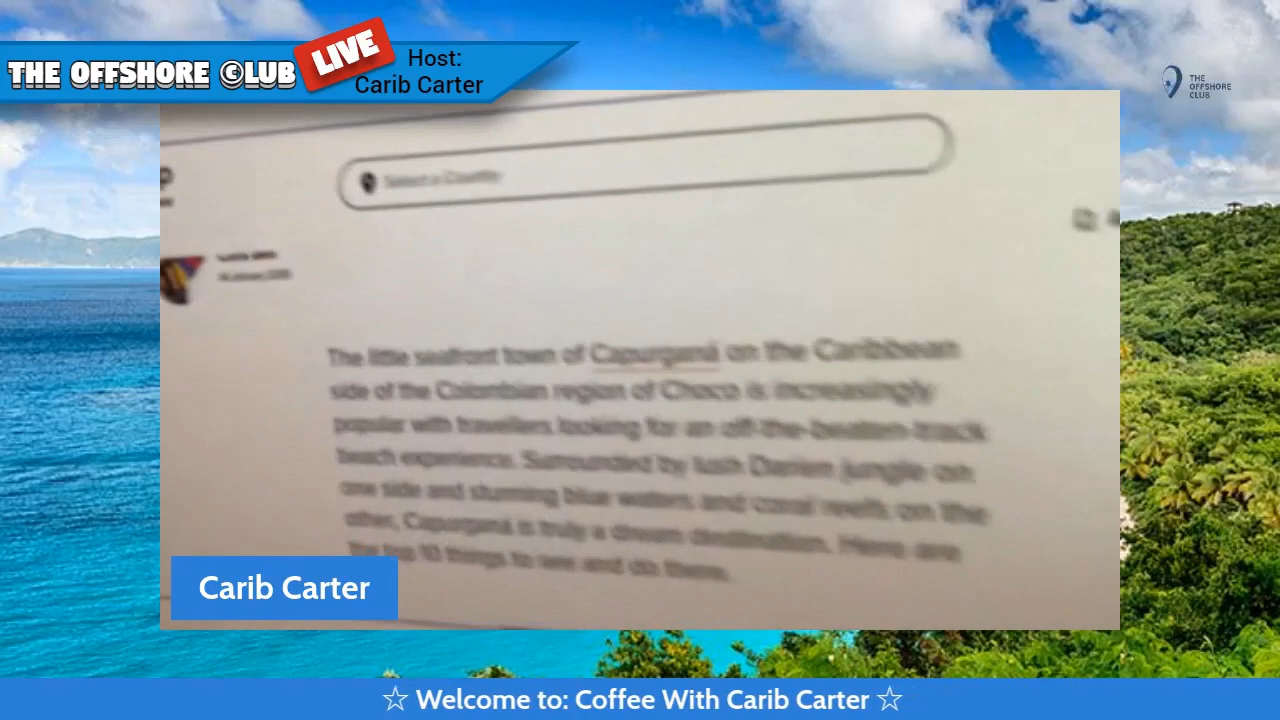 THE OFFSHORE ©LUB
LIVE
Host:
Carib Carter
THE
OFFSHORE
CLUB
Select a Country
The little seafront town of Capurganá on the Caribbean
side of the Colombian region of Choco is increasingly
popular with travellers looking for an off-the-beaten-track
beach experience. Surrounded by lush Darien jungle on
one side and stunning blue waters and coral reefs on the
other, Capurganá is truly a dream destination. Here are
The top 10 things to see and do there.
Carib Carter
☆ Welcome to: Coffee With Carib Carter ☆